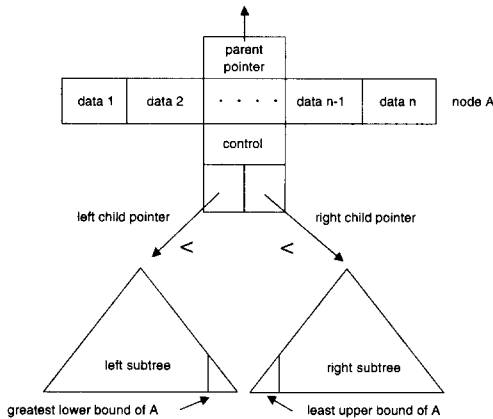 parent
pointer
data 1 data 2 · · · · · data n-1 data n node A
control
left child pointer right child pointer
< <
left subtree right subtree
greatest lower bound of A least upper bound of A